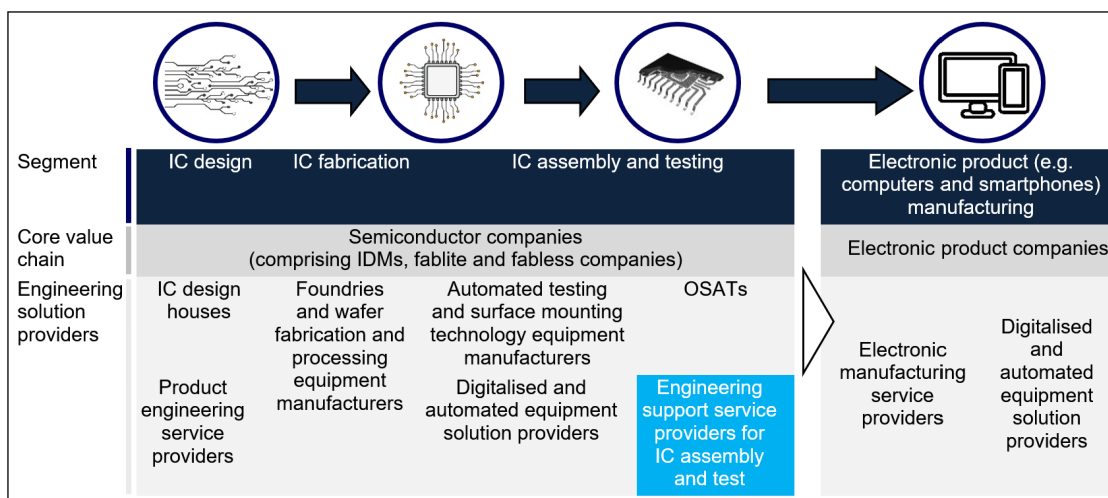 Segment
IC design
IC fabrication
IC assembly and testing
Electronic product (e.g.
computers and smartphones)
manufacturing
Core value
chain
Semiconductor companies
(comprising IDMs, fablite and fabless companies)
Electronic product companies
Engineering
solution
providers
IC design
houses
Foundries
and wafer
fabrication and
processing
equipment
manufacturers
Automated testing
and surface mounting
technology equipment
manufacturers
OSATs
Product
engineering
service
providers
Digitalised and
automated equipment
solution providers
Engineering
support service
providers for
IC assembly
and test
Electronic
manufacturing
service
providers
Digitalised
and
automated
equipment
solution
providers